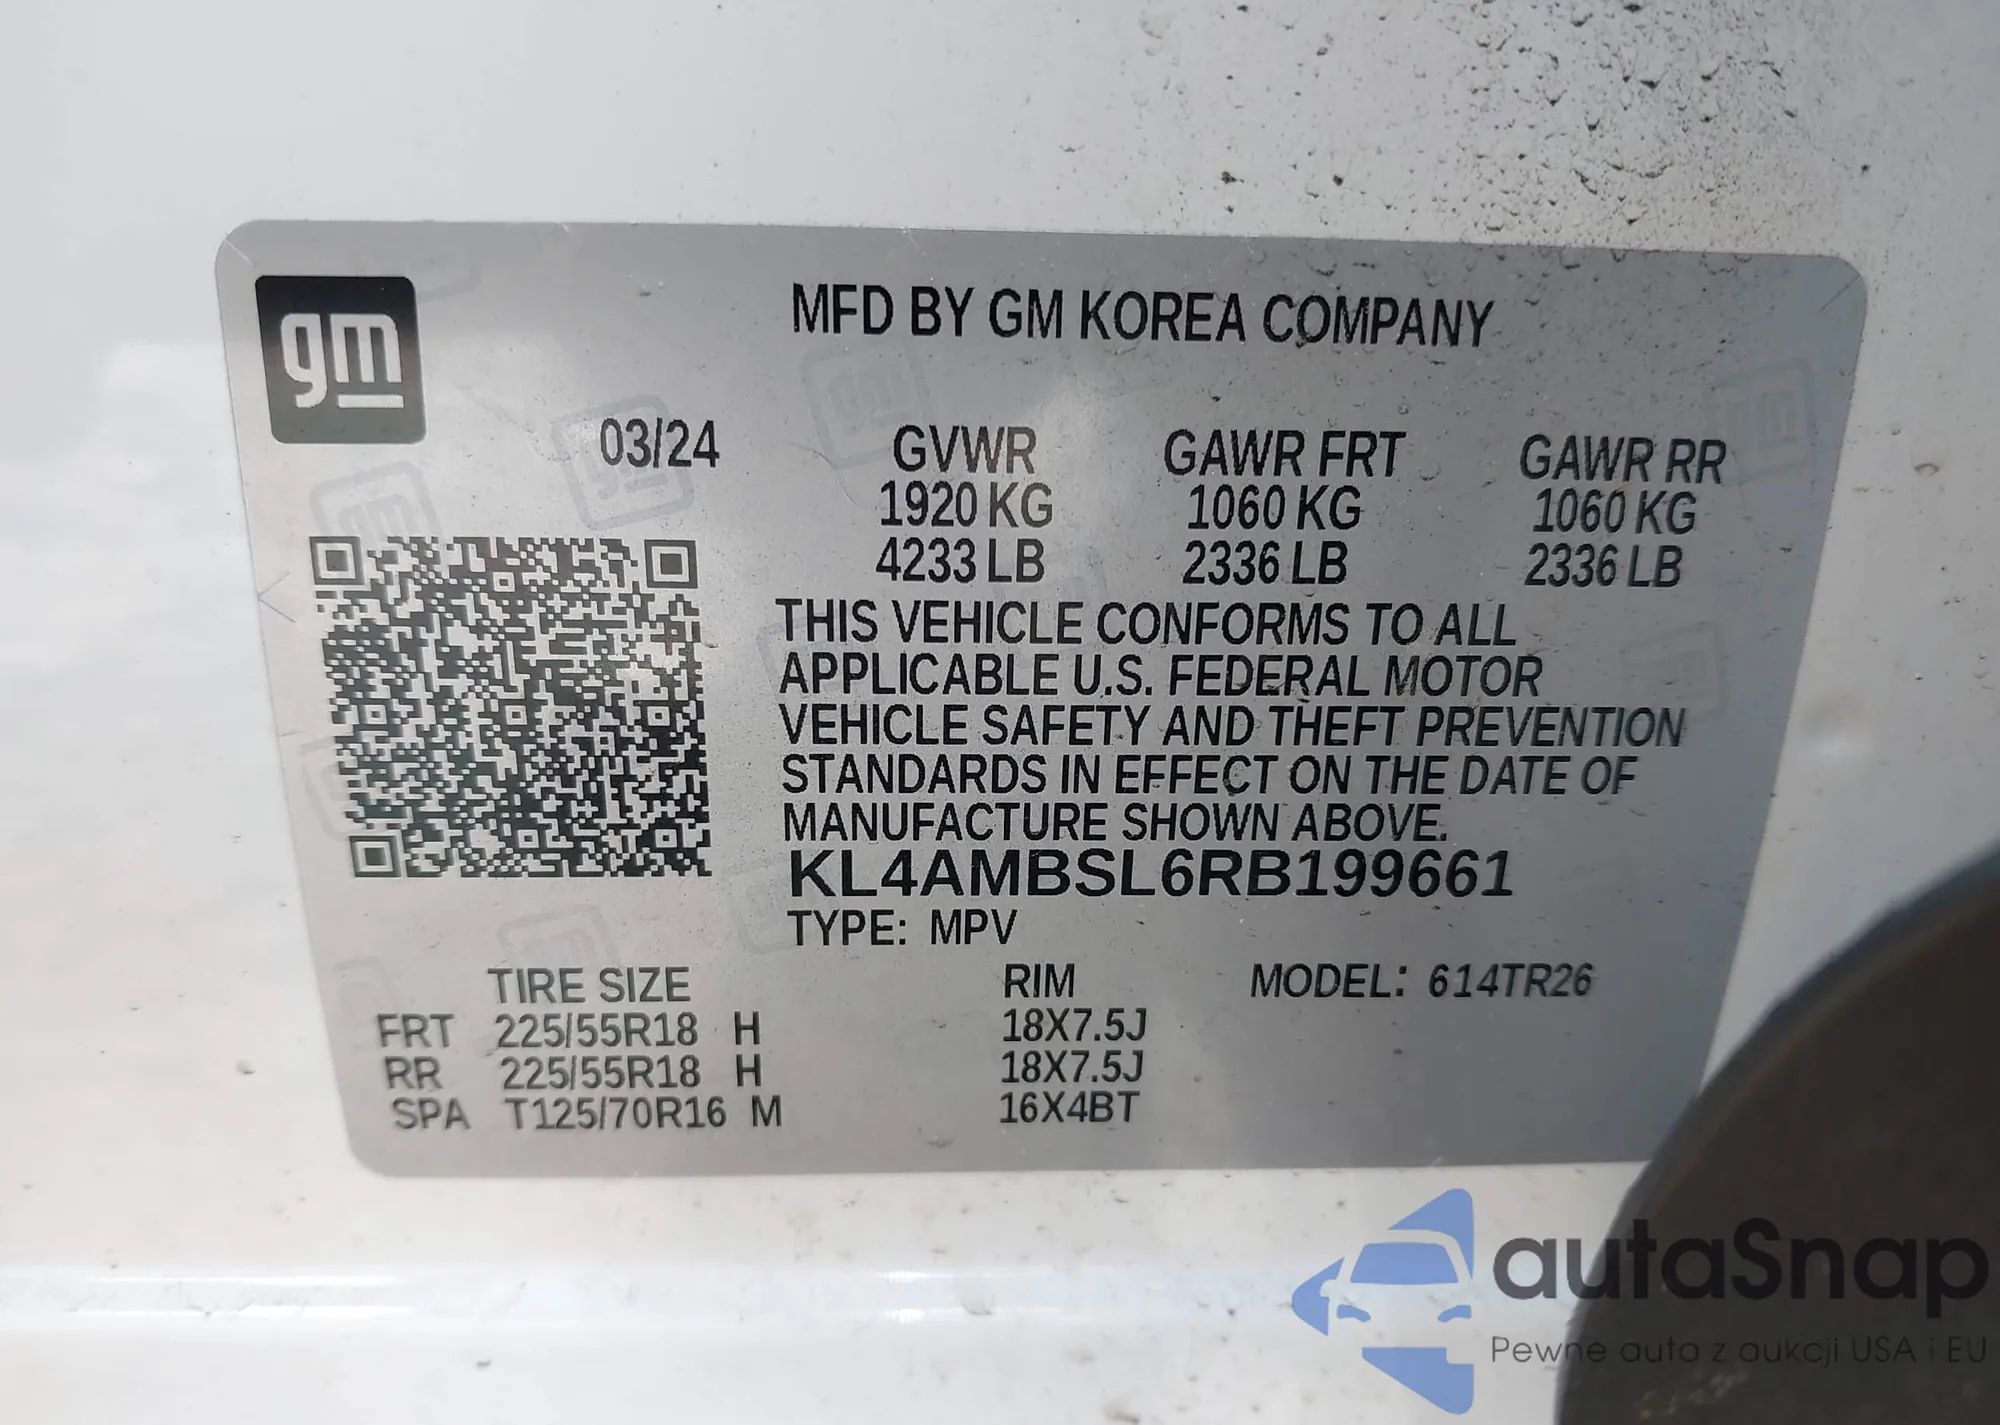 gm
MFD BY GM KOREA COMPANY
03/24 GVWR GAWR FRT GAWR RR
1920 KG 1060 KG 1060 KG
4233 LB 2336 LB 2336 LB
THIS VEHICLE CONFORMS TO ALL
APPLICABLE U.S. FEDERAL MOTOR
VEHICLE SAFETY AND THEFT PREVENTION
STANDARDS IN EFFECT ON THE DATE OF
MANUFACTURE SHOWN ABOVE.
KL4AMBSL6RB199661
TYPE: MPV
TIRE SIZE RIM MODEL: 614TR26
FRT 225/55R18 H 18X7.5J
RR 225/55R18 H 18X7.5J
SPA T125/70R16 M 16X4BT
autaSnap
Pewne auta z aukcji USA i EU